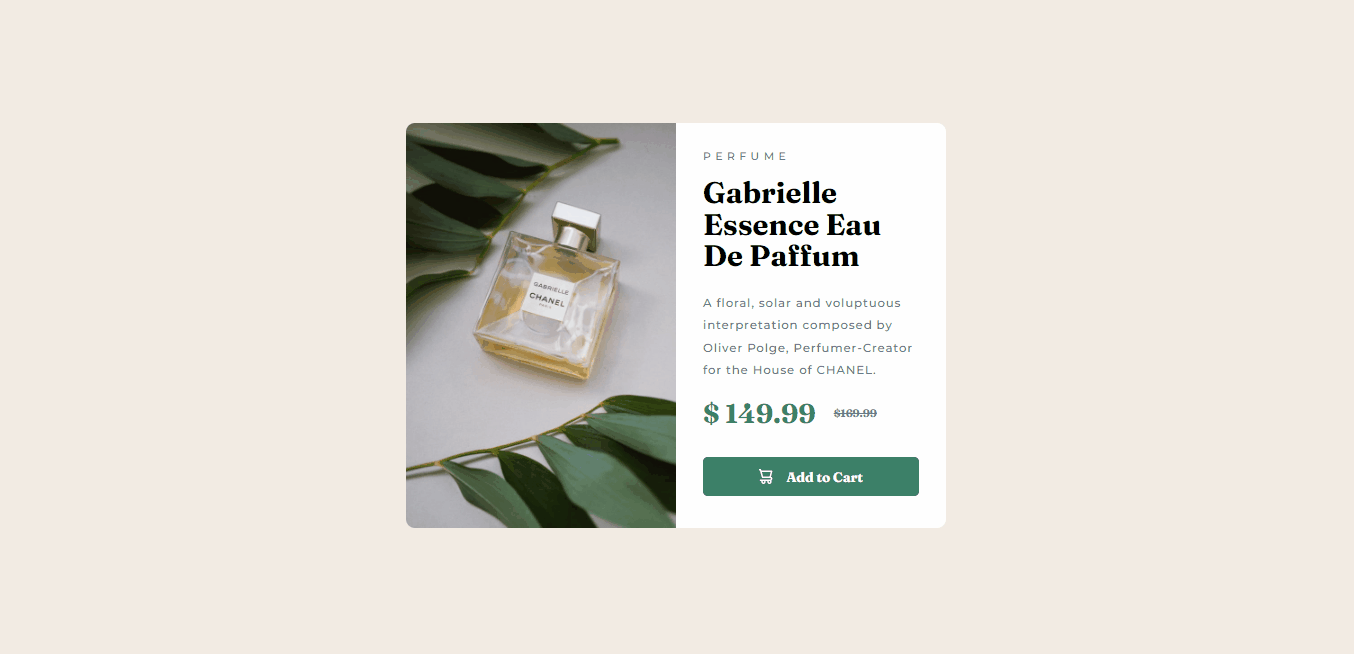 GABRIELLE
CHANEL
PARIS
PERFUME
Gabrielle
Essence Eau
De Paffum
A floral, solar and voluptuous
interpretation composed by
Oliver Polge, Perfumer-Creator
for the House of CHANEL.
$ 149.99 $169.99
Add to Cart